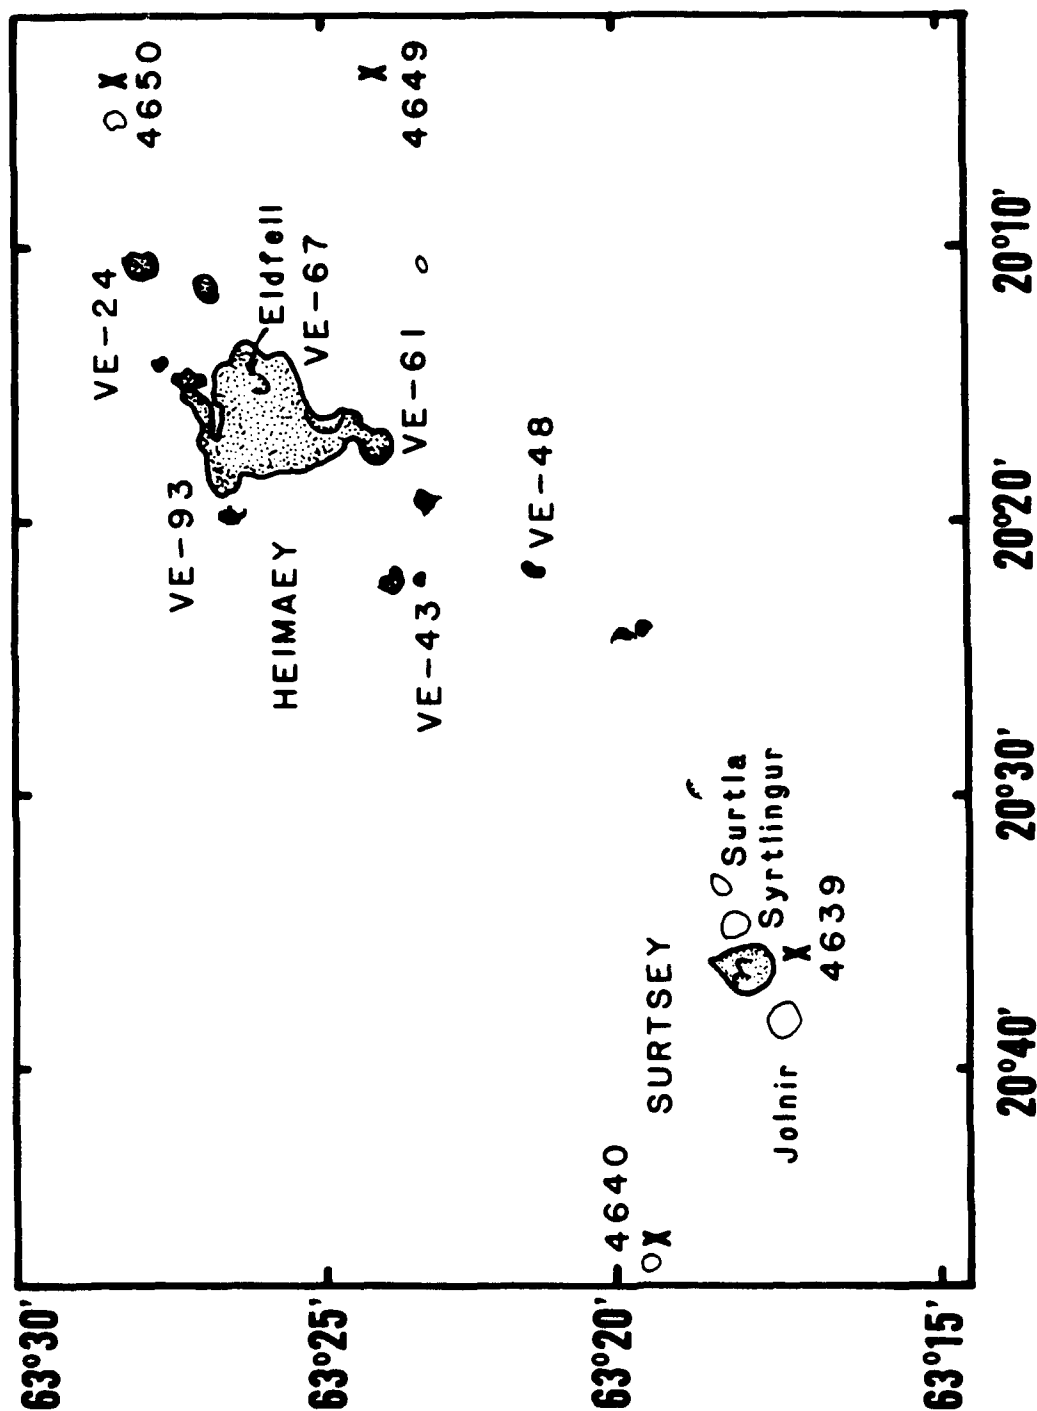 63°30'
VE-24
4650
VE-93
Eldfell
HEIMAEY
VE-67
63°25'
VE-61
4649
VE-43
VE-48
63°20'
4640
SURTSEY
Surtla
Syrtlingur
Jolnir
4639
63°15'
20°40'
20°30'
20°20'
20°10'